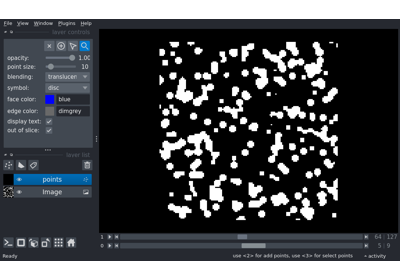 File View Window Plugins Help
layer controls
opacity: 1.00
point size: 10
blending: translucen
symbol: disc
face color: blue
edge color: dimgrey
display text:
out of slice:
layer list
points
Image
1 64 127
0 5 9
Ready use <2> for add points, use <3> for select points activity